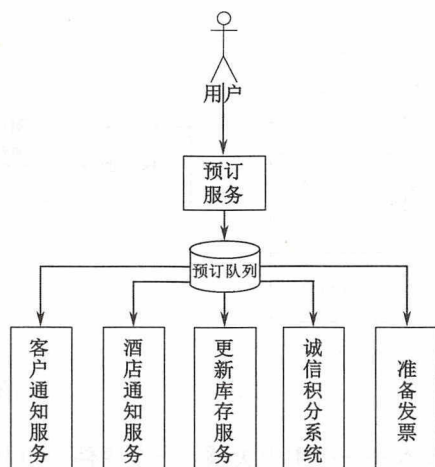 用户
预订
服务
预订队列
客户通知服务
酒店通知服务
更新库存服务
诚信积分系统
准备发票